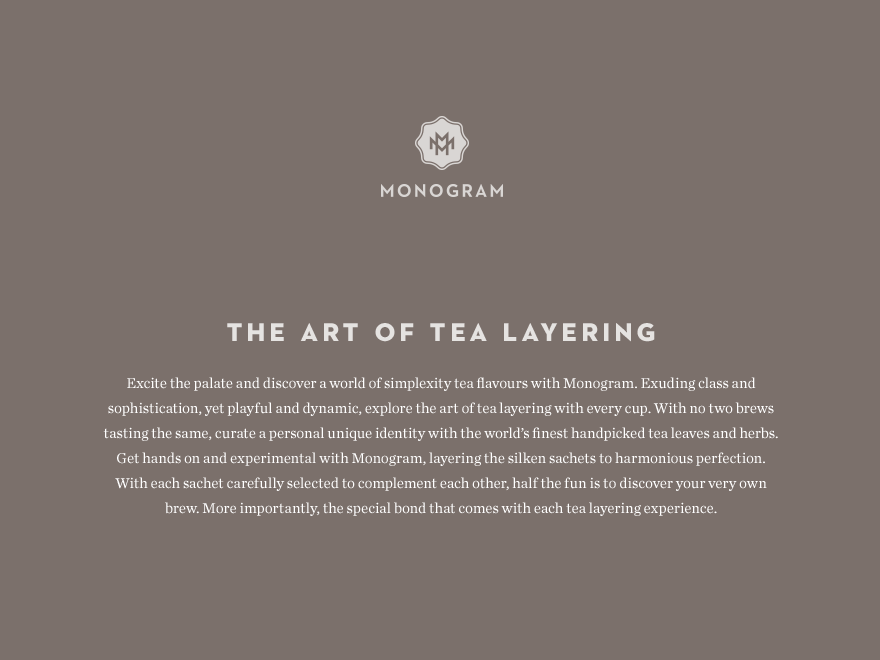 MONOGRAM
THE ART OF TEA LAYERING
Excite the palate and discover a world of simplexity tea flavours with Monogram. Exuding class and
sophistication, yet playful and dynamic, explore the art of tea layering with every cup. With no two brews
tasting the same, curate a personal unique identity with the world’s finest handpicked tea leaves and herbs.
Get hands on and experimental with Monogram, layering the silken sachets to harmonious perfection.
With each sachet carefully selected to complement each other, half the fun is to discover your very own
brew. More importantly, the special bond that comes with each tea layering experience.